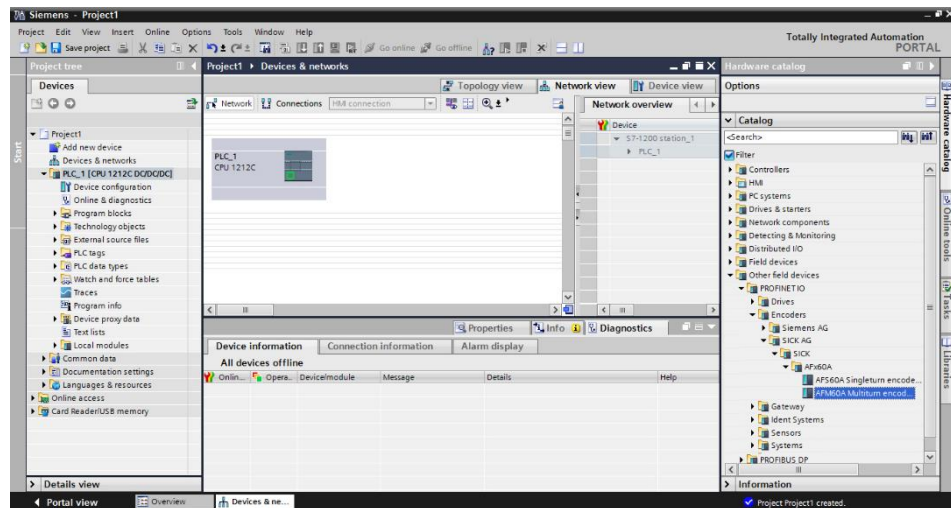 Siemens - Project1
Project Edit View Insert Online Options Tools Window Help
Save project
Go online
Go offline
Totally Integrated Automation
PORTAL
Project tree
Devices
Project1
Add new device
Devices & networks
PLC_1 [CPU 1212C DC/DC/DC]
Device configuration
Online & diagnostics
Program blocks
Technology objects
External source files
PLC tags
PLC data types
Watch and force tables
Traces
Program info
Device proxy data
Text lists
Local modules
Common data
Documentation settings
Languages & resources
Online access
Card Reader/USB memory
Details view
Start
Project1 Devices & networks
Topology view
Network view
Device view
Network
Connections
HMI connection
PLC_1
CPU 1212C
Network overview
Device
S7-1200 station_1
PLC_1
Properties
Info
Diagnostics
Device information
Connection information
Alarm display
All devices offline
Onlin...
Opera...
Device/module
Message
Details
Help
Hardware catalog
Options
Catalog
<Search>
Filter
Controllers
HMI
PC systems
Drives & starters
Network components
Detecting & Monitoring
Distributed I/O
Field devices
Other field devices
PROFINET IO
Drives
Encoders
Siemens AG
SICK AG
SICK
AFx60A
AFS60A Singleturn encode...
AFM60A Multiturn encod...
Gateway
Ident Systems
Sensors
Systems
PROFIBUS DP
Information
Hardware catalog
Online tools
Tasks
Libraries
Portal view
Overview
Devices & ne...
Project Project1 created.